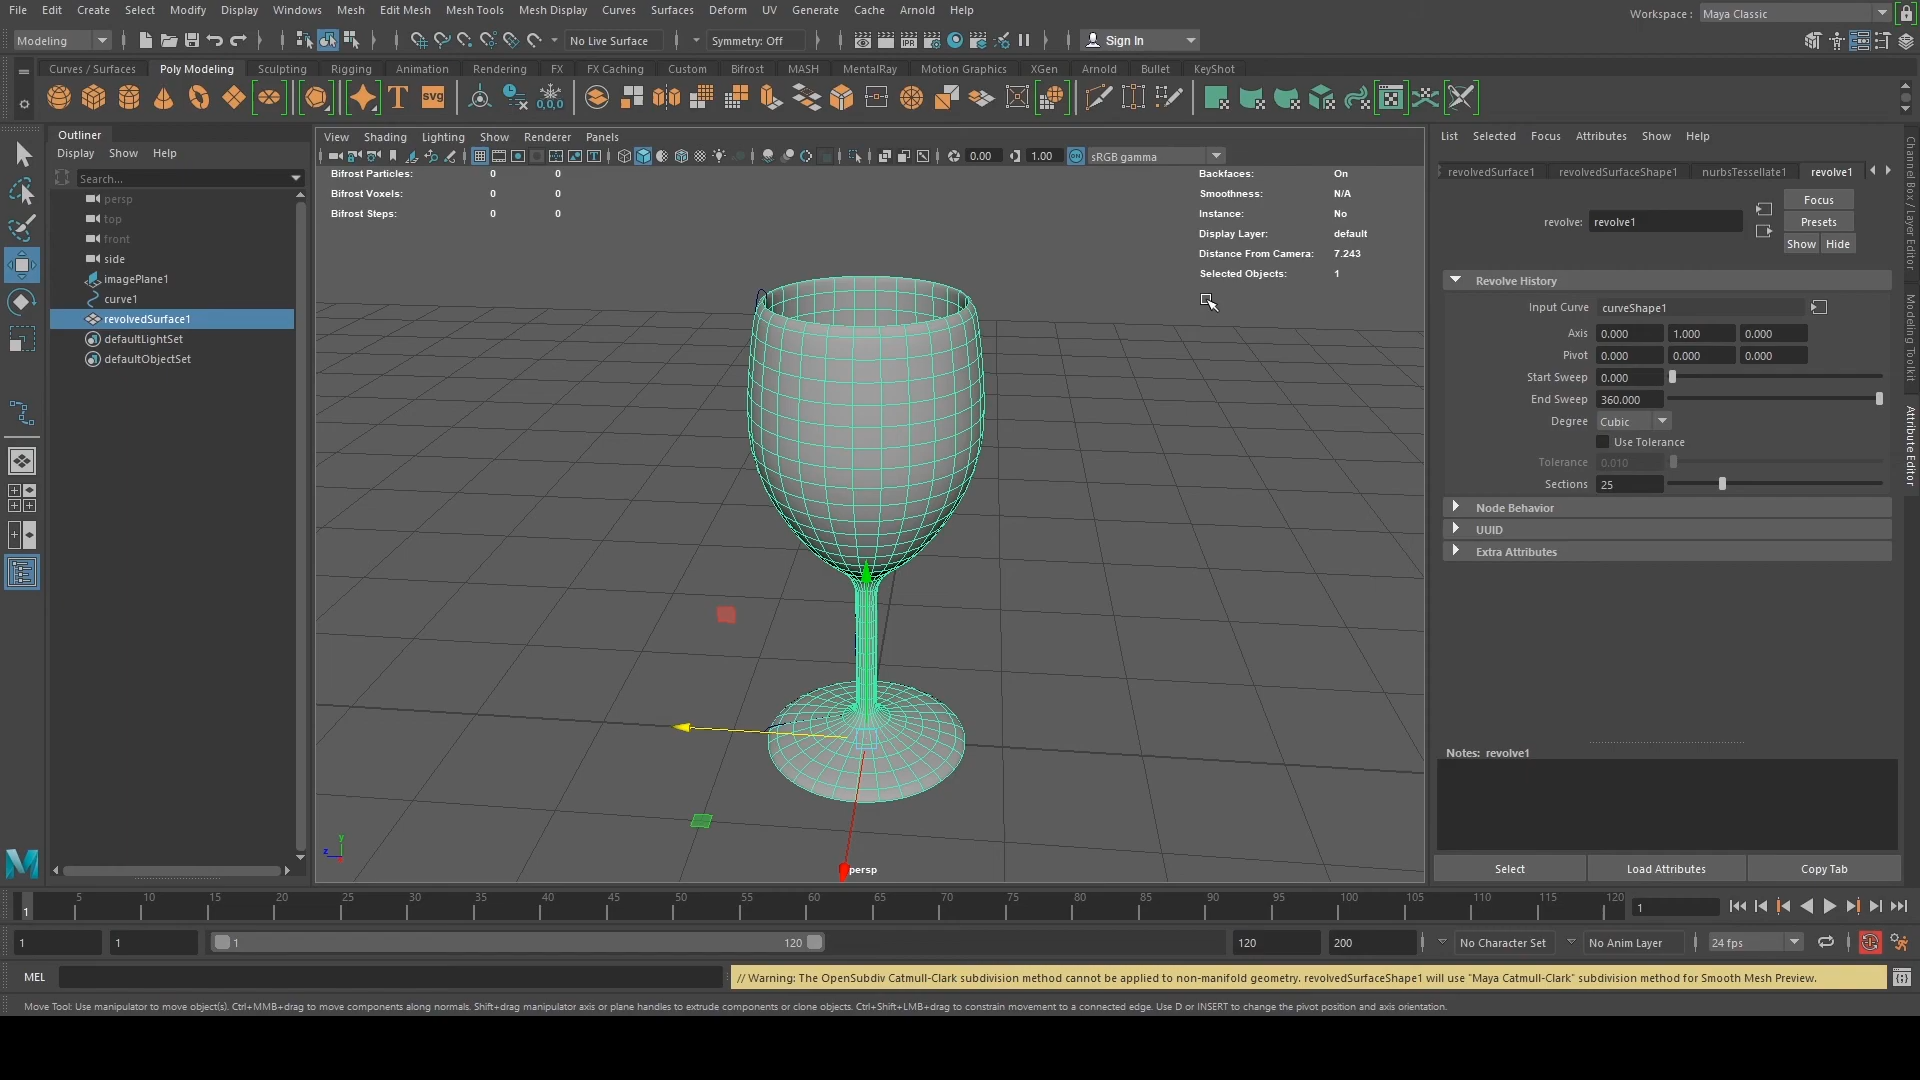 File Edit Create Select Modify Display Windows Mesh Edit Mesh Mesh Tools Mesh Display Curves Surfaces Deform UV Generate Cache Arnold Help
Workspace : Maya Classic
Modeling No Live Surface Symmetry: Off Sign In
Curves / Surfaces Poly Modeling Sculpting Rigging Animation Rendering FX FX Caching Custom Bifrost MASH MentalRay Motion Graphics XGen Arnold Bullet KeyShot
T svg 0,0,0
Outliner
Display Show Help
Search...
persp
top
front
side
imagePlane1
curve1
revolvedSurface1
defaultLightSet
defaultObjectSet
View Shading Lighting Show Renderer Panels
0.00 1.00 sRGB gamma
Bifrost Particles: 0 0
Bifrost Voxels: 0 0
Bifrost Steps: 0 0
Backfaces: On
Smoothness: N/A
Instance: No
Display Layer: default
Distance From Camera: 7.243
Selected Objects: 1
y
z
persp
List Selected Focus Attributes Show Help
revolvedSurface1 revolvedSurfaceShape1 nurbsTessellate1 revolve1
Focus
revolve: revolve1
Presets
Show Hide
Revolve History
Input Curve curveShape1
Axis 0.000 1.000 0.000
Pivot 0.000 0.000 0.000
Start Sweep 0.000
End Sweep 360.000
Degree Cubic
Use Tolerance
Tolerance 0.010
Sections 25
Node Behavior
UUID
Extra Attributes
Notes: revolve1
Select Load Attributes Copy Tab
Channel Box / Layer Editor
Modeling Toolkit
Attribute Editor
1 5 10 15 20 25 30 35 40 45 50 55 60 65 70 75 80 85 90 95 100 105 110 115 120 1
1 1 1 120 120 200 No Character Set No Anim Layer 24 fps
MEL // Warning: The OpenSubdiv Catmull-Clark subdivision method cannot be applied to non-manifold geometry. revolvedSurfaceShape1 will use "Maya Catmull-Clark" subdivision method for Smooth Mesh Preview.
Move Tool: Use manipulator to move object(s). Ctrl+MMB+drag to move components along normals. Shift+drag manipulator axis or plane handles to extrude components or clone objects. Ctrl+Shift+LMB+drag to constrain movement to a connected edge. Use D or INSERT to change the pivot position and axis orientation.